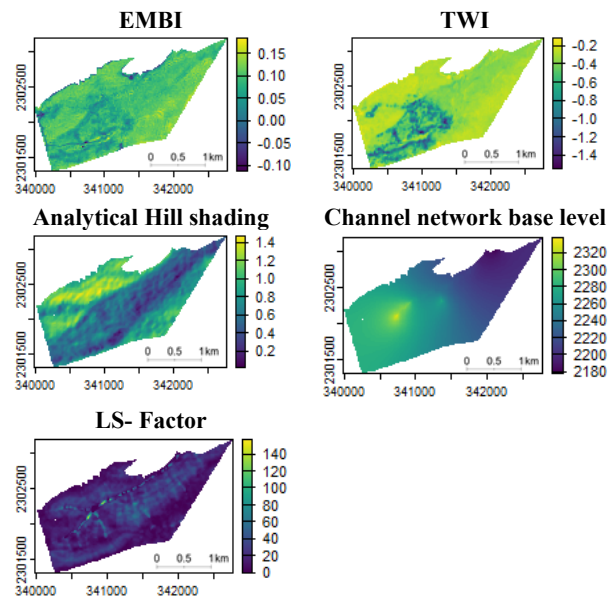 EMBI
TWI
2301500 2302500
0.15
0.10
0.05
0.00
-0.05
-0.10
0 0.5 1km
340000 341000 342000
2301500 2302500
-0.2
-0.4
-0.6
-0.8
-1.0
-1.2
-1.4
0 0.5 1km
340000 341000 342000
Analytical Hill shading
Channel network base level
2301500 2302500
1.4
1.2
1.0
0.8
0.6
0.4
0.2
0 0.5 1km
340000 341000 342000
2301500 2302500
2320
2300
2280
2260
2240
2220
2200
2180
0 0.5 1km
340000 341000 342000
LS- Factor
2301500 2302500
140
120
100
80
60
40
20
0
0 0.5 1km
340000 341000 342000